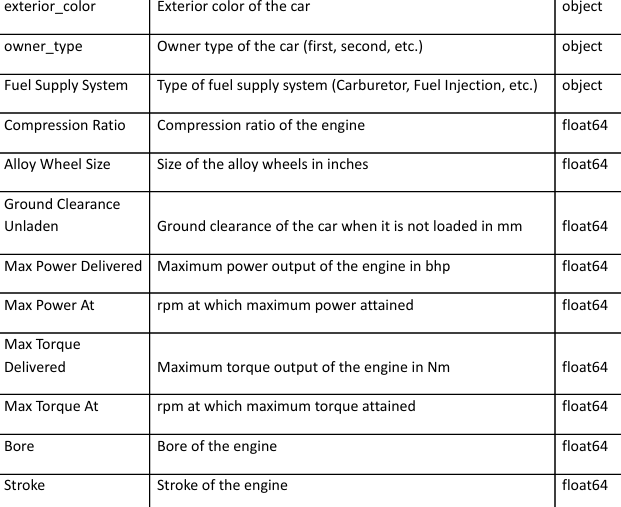 exterior_color Exterior color of the car object
owner_type Owner type of the car (first, second, etc.) object
Fuel Supply System Type of fuel supply system (Carburetor, Fuel Injection, etc.) object
Compression Ratio Compression ratio of the engine float64
Alloy Wheel Size Size of the alloy wheels in inches float64
Ground Clearance
Unladen Ground clearance of the car when it is not loaded in mm float64
Max Power Delivered Maximum power output of the engine in bhp float64
Max Power At rpm at which maximum power attained float64
Max Torque
Delivered Maximum torque output of the engine in Nm float64
Max Torque At rpm at which maximum torque attained float64
Bore Bore of the engine float64
Stroke Stroke of the engine float64